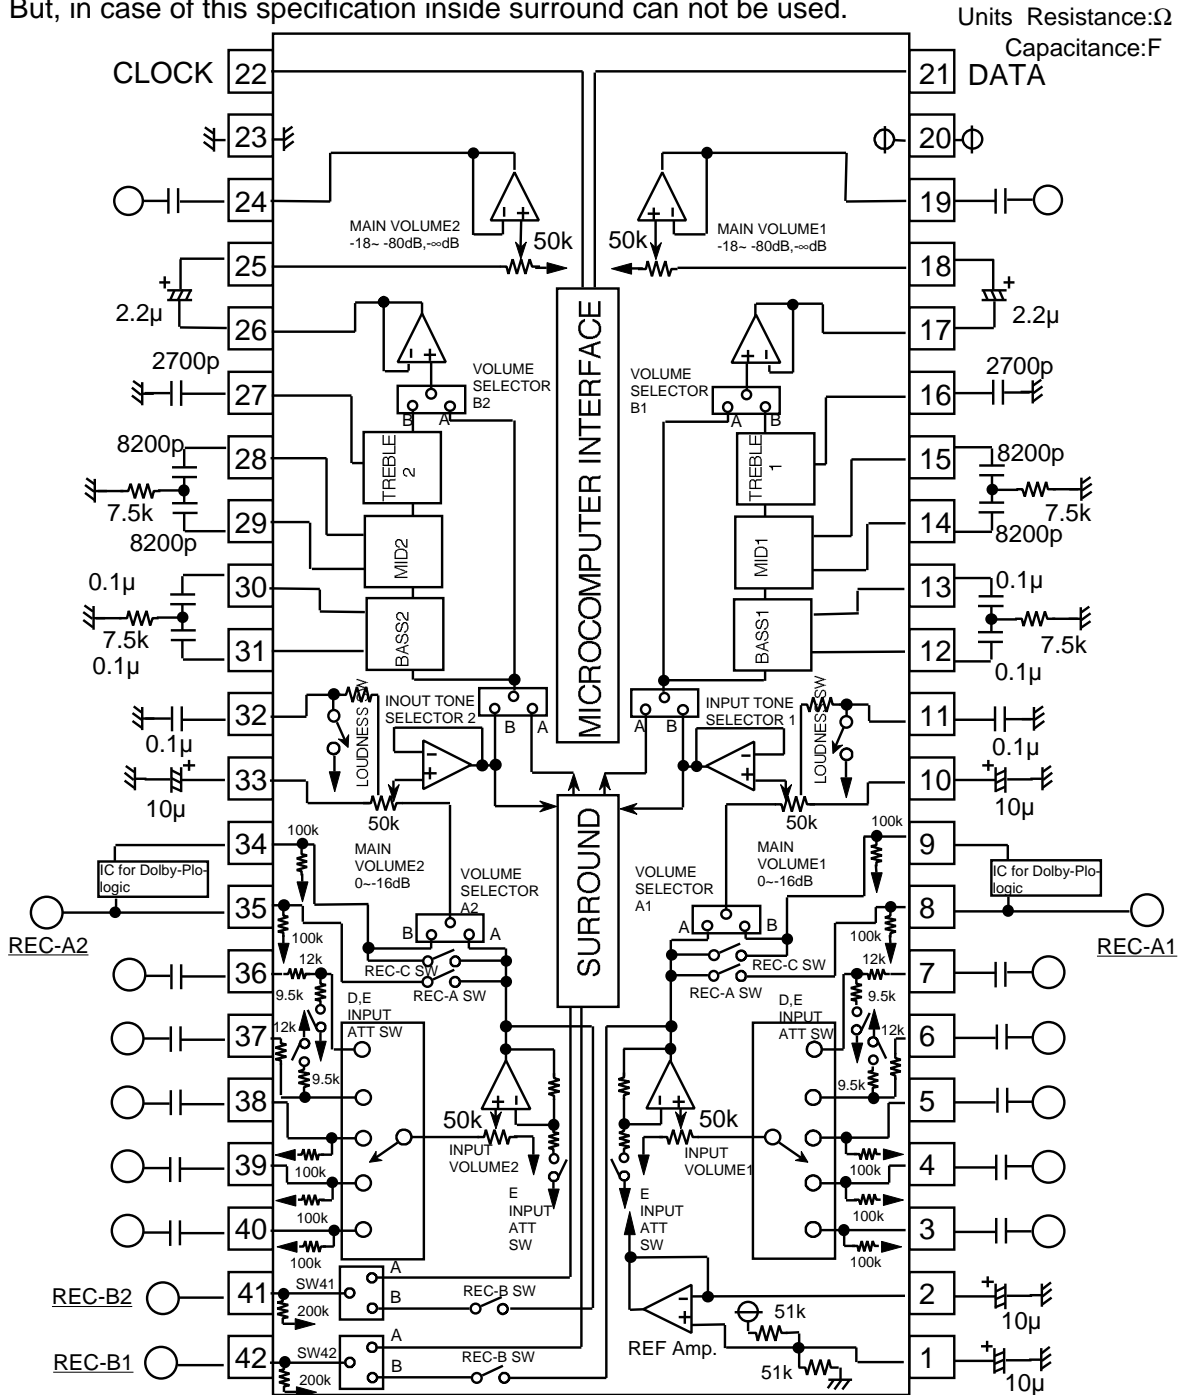 But, in case of this specification inside surround can not be used.
Units Resistance:Ω
Capacitance:F
CLOCK 22
21 DATA
23
20
24
19
MAIN VOLUME2
-18~ -80dB,-∞dB
50k
50k
MAIN VOLUME1
-18~ -80dB,-∞dB
25
18
+
2.2µ
+
2.2µ
26
17
2700p
27
VOLUME
SELECTOR
B2
B A
VOLUME
SELECTOR
B1
A B
2700p
16
MICROCOMPUTER INTERFACE
8200p
28
TREBLE
2
TREBLE
1
15
8200p
7.5k
29
8200p
MID2
MID1
14
7.5k
8200p
0.1µ
30
BASS2
BASS1
13
0.1µ
7.5k
0.1µ
31
12
7.5k
0.1µ
32
0.1µ
LOUDNESS SW
INOUT TONE
SELECTOR 2
B A
A B
INPUT TONE
SELECTOR 1
LOUDNESS SW
11
0.1µ
33
+
10µ
- +
50k
- +
50k
10
+
10µ
SURROUND
34
100k
MAIN
VOLUME2
0~-16dB
MAIN
VOLUME1
0~-16dB
100k
9
IC for Dolby-Plo-
logic
IC for Dolby-Plo-
logic
VOLUME
SELECTOR
A2
B A
VOLUME
SELECTOR
A1
A B
35
100k
REC-A2
8
100k
REC-A1
REC-C SW
REC-A SW
REC-C SW
REC-A SW
36
12k
9.5k
7
12k
9.5k
D,E
INPUT
ATT SW
D,E
INPUT
ATT SW
37
12k
9.5k
6
12k
9.5k
38
100k
5
100k
50k
INPUT
VOLUME2
50k
INPUT
VOLUME1
39
100k
4
100k
E
INPUT
ATT
SW
E
INPUT
ATT
SW
40
100k
3
100k
REC-B2
41
SW41
200k
A
B
REC-B SW
2
+
10µ
- +
REF Amp.
51k
51k
REC-B1
42
SW42
200k
A
B
REC-B SW
1
+
10µ